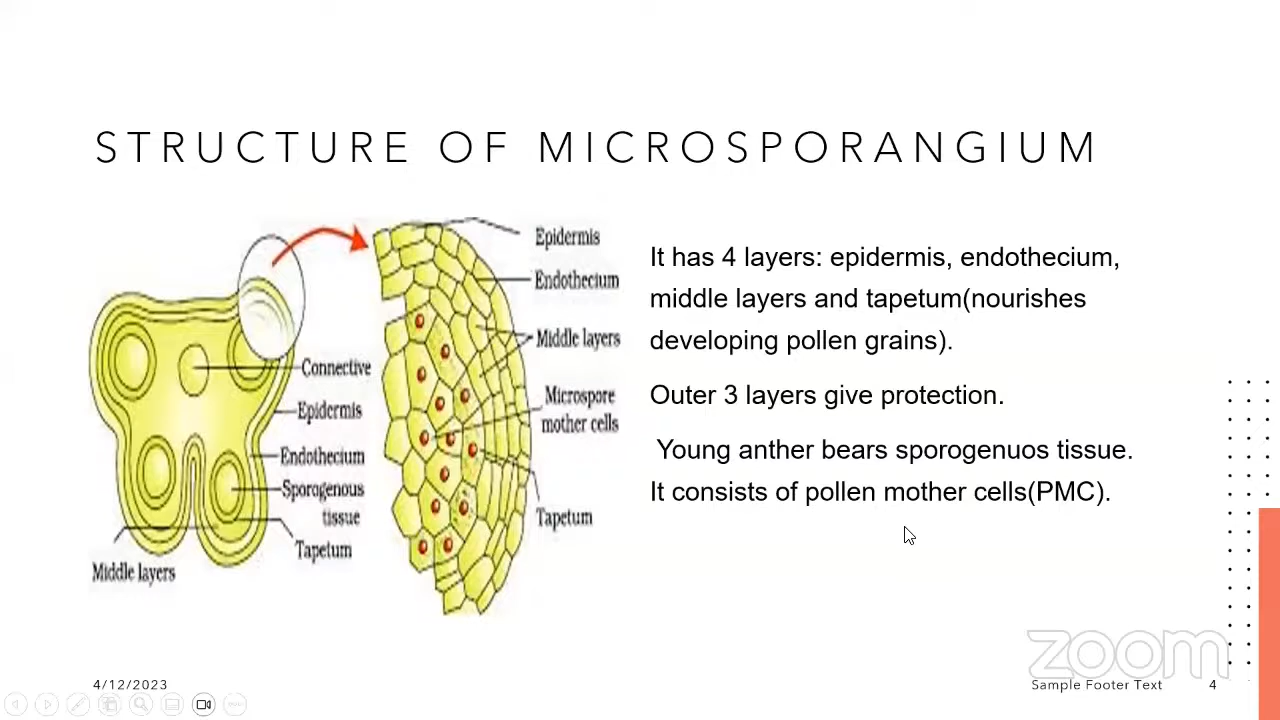 STRUCTURE OF MICROSPORANGIUM
Epidermis
Endothecium
Middle layers
Microspore
mother cells
Tapetum
Connective
Epidermis
Endothecium
Sporogenous
tissue
Tapetum
Middle layers
It has 4 layers: epidermis, endothecium,
middle layers and tapetum(nourishes
developing pollen grains).
Outer 3 layers give protection.
Young anther bears sporogenuos tissue.
It consists of pollen mother cells(PMC).
zoom
4/12/2023
Sample Footer Text
4